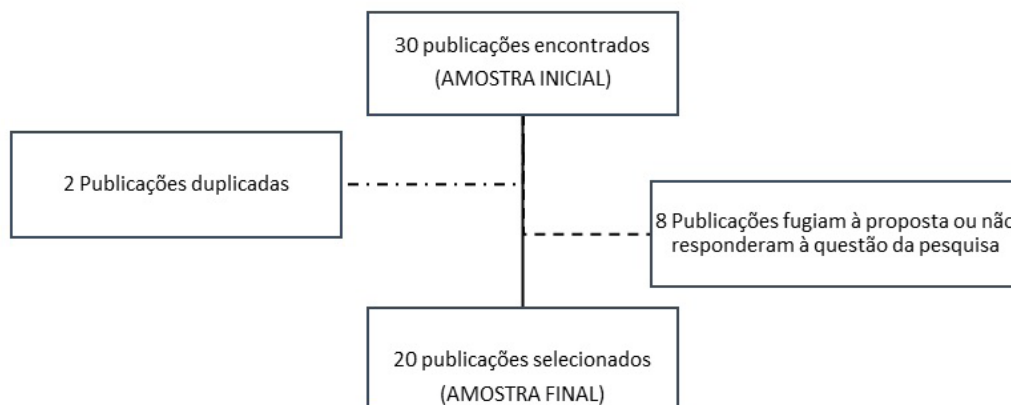 30 publicações encontrados
(AMOSTRA INICIAL)
2 Publicações duplicadas
8 Publicações fugiam à proposta ou não
responderam à questão da pesquisa
20 publicações selecionados
(AMOSTRA FINAL)